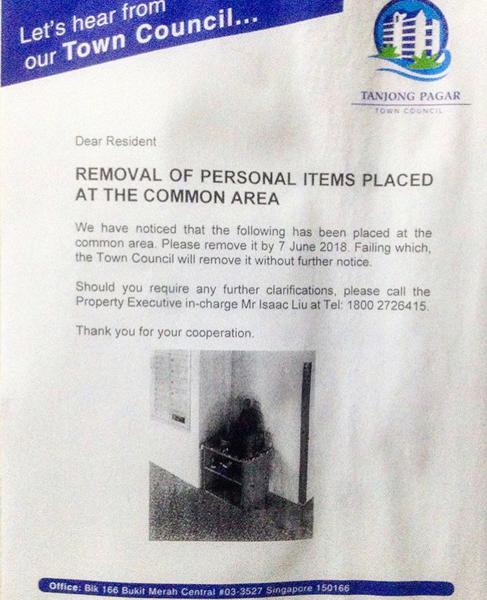 Let's hear from
our Town Council...
TANJONG PAGAR
TOWN COUNCIL
Dear Resident
REMOVAL OF PERSONAL ITEMS PLACED
AT THE COMMON AREA
We have noticed that the following has been placed at the
common area. Please remove it by 7 June 2018. Failing which,
the Town Council will remove it without further notice.
Should you require any further clarifications, please call the
Property Executive in-charge Mr Isaac Liu at Tel: 1800 2726415.
Thank you for your cooperation.
Office: Blk 166 Bukit Merah Central #03-3527 Singapore 150166